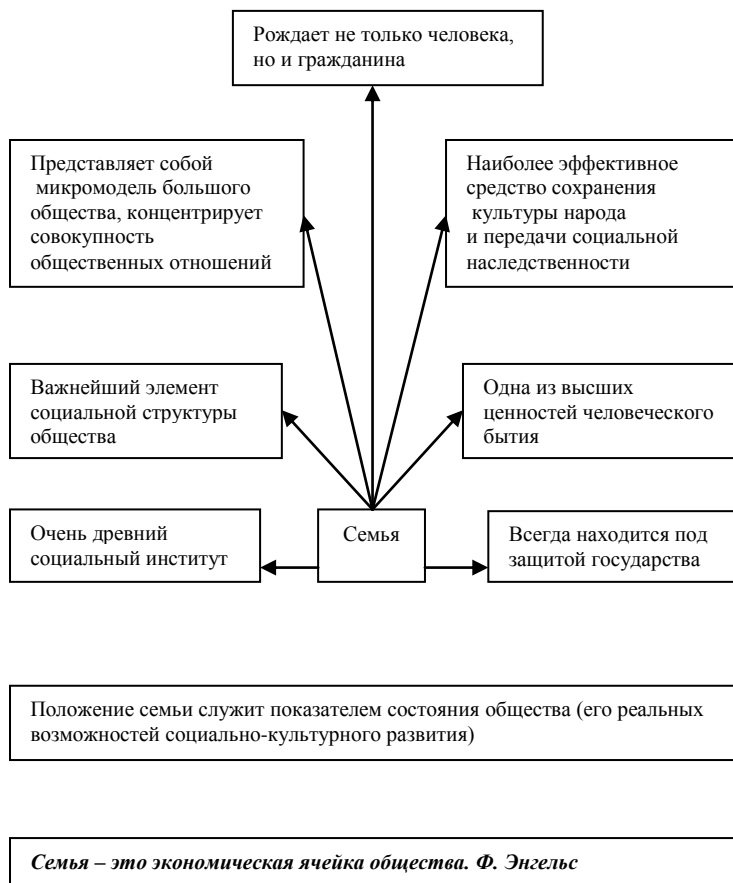 Рождает не только человека,
но и гражданина
Представляет собой
микромодель большого
общества, концентрирует
совокупность
общественных отношений
Наиболее эффективное
средство сохранения
культуры народа
и передачи социальной
наследственности
Важнейший элемент
социальной структуры
общества
Одна из высших
ценностей человеческого
бытия
Очень древний
социальный институт
Семья
Всегда находится под
защитой государства
Положение семьи служит показателем состояния общества (его реальных
возможностей социально-культурного развития)
Семья – это экономическая ячейка общества. Ф. Энгельс